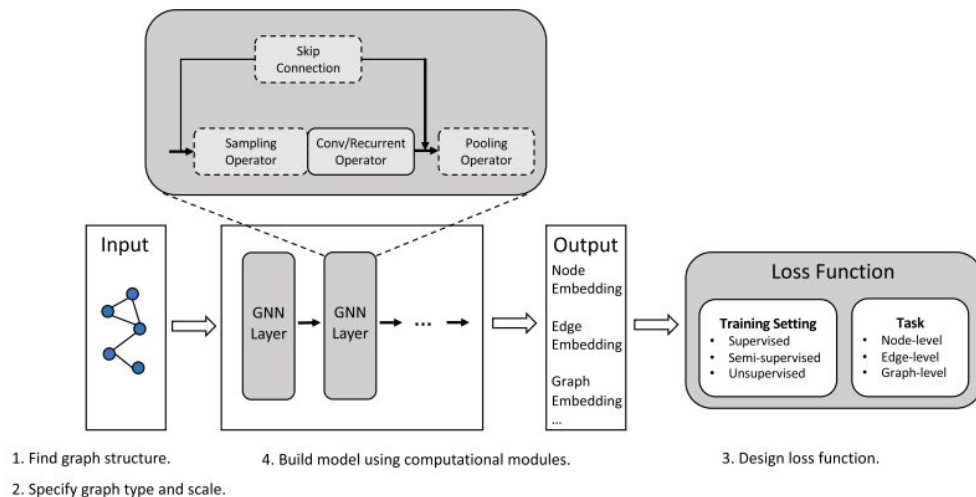 Skip
Connection
Sampling
Operator
Conv/Recurrent
Operator
Pooling
Operator
Input
GNN
Layer
GNN
Layer
...
Output
Node
Embedding
Edge
Embedding
Graph
Embedding
...
Loss Function
Training Setting
• Supervised
• Semi-supervised
• Unsupervised
Task
• Node-level
• Edge-level
• Graph-level
1. Find graph structure.
2. Specify graph type and scale.
4. Build model using computational modules.
3. Design loss function.